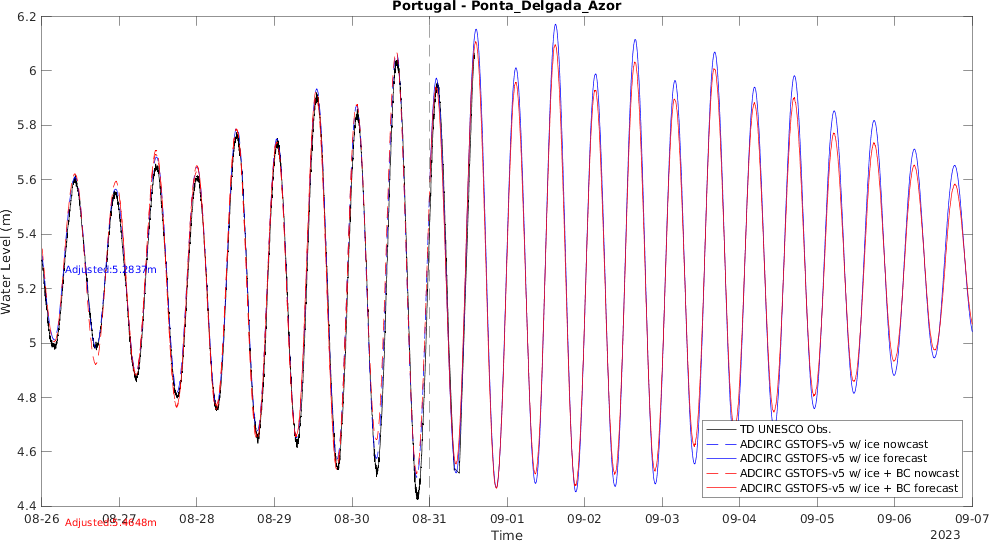 Portugal - Ponta_Delgada_Azor
6.2
6
5.8
5.6
5.4
5.2
5
4.8
4.6
4.4
Water Level (m)
Adjusted:5.2837m
TD UNESCO Obs.
ADCIRC GSTOFS-v5 w/ ice nowcast
ADCIRC GSTOFS-v5 w/ ice forecast
ADCIRC GSTOFS-v5 w/ ice + BC nowcast
ADCIRC GSTOFS-v5 w/ ice + BC forecast
08-26 08-27 08-28 08-29 08-30 08-31 09-01 09-02 09-03 09-04 09-05 09-06 09-07
Adjusted:5.4648m
Time
2023